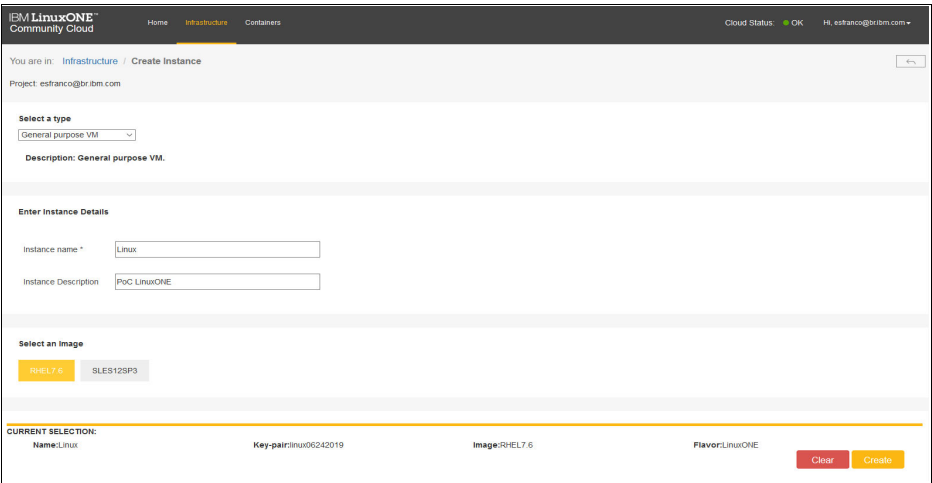 IBM LinuxONE™
Community Cloud
Home Infrastructure Containers Cloud Status: OK Hi, esfranco@br.ibm.com
You are in: Infrastructure / Create Instance
Project: esfranco@br.ibm.com
Select a type
General purpose VM
Description: General purpose VM.
Enter Instance Details
Instance name * Linux
Instance Description PoC LinuxONE
Select an Image
RHEL7.6 SLES12SP3
CURRENT SELECTION:
Name:Linux Key-pair:linux06242019 Image:RHEL7.6 Flavor:LinuxONE
Clear Create